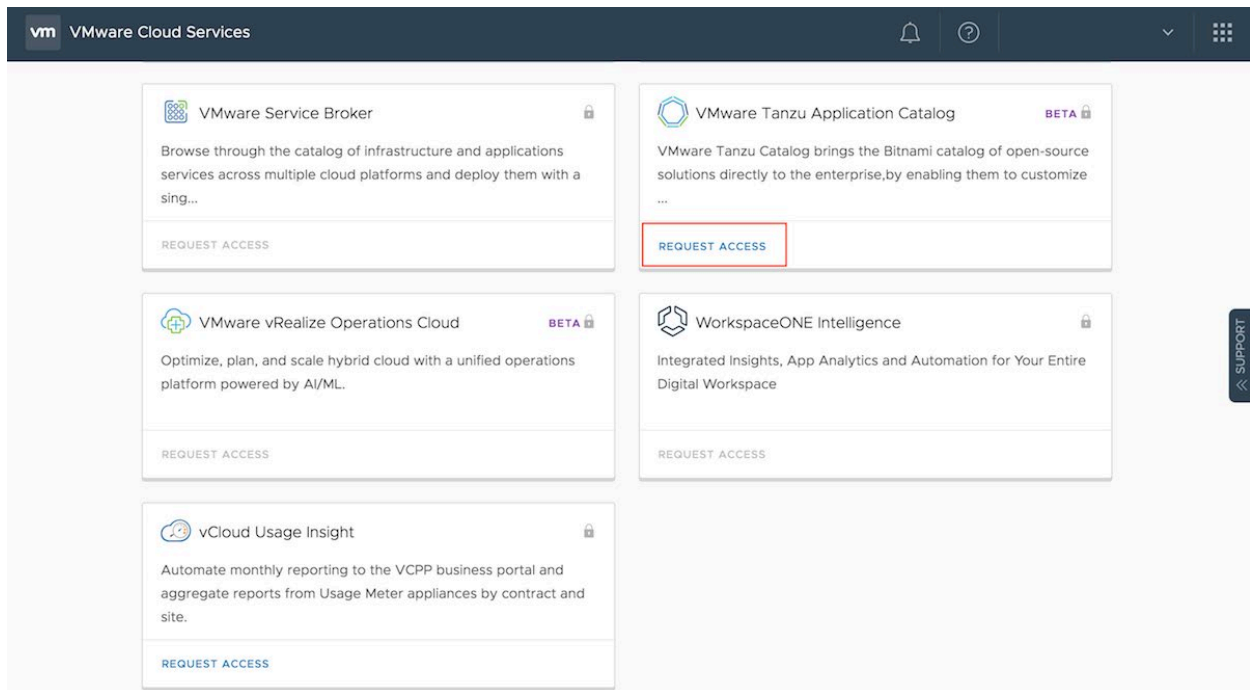 vm VMware Cloud Services
VMware Service Broker
Browse through the catalog of infrastructure and applications
services across multiple cloud platforms and deploy them with a
sing...
REQUEST ACCESS
VMware Tanzu Application Catalog BETA
VMware Tanzu Catalog brings the Bitnami catalog of open-source
solutions directly to the enterprise,by enabling them to customize
...
REQUEST ACCESS
VMware vRealize Operations Cloud BETA
Optimize, plan, and scale hybrid cloud with a unified operations
platform powered by AI/ML.
REQUEST ACCESS
WorkspaceONE Intelligence
Integrated Insights, App Analytics and Automation for Your Entire
Digital Workspace
REQUEST ACCESS
vCloud Usage Insight
Automate monthly reporting to the VCPP business portal and
aggregate reports from Usage Meter appliances by contract and
site.
REQUEST ACCESS
SUPPORT